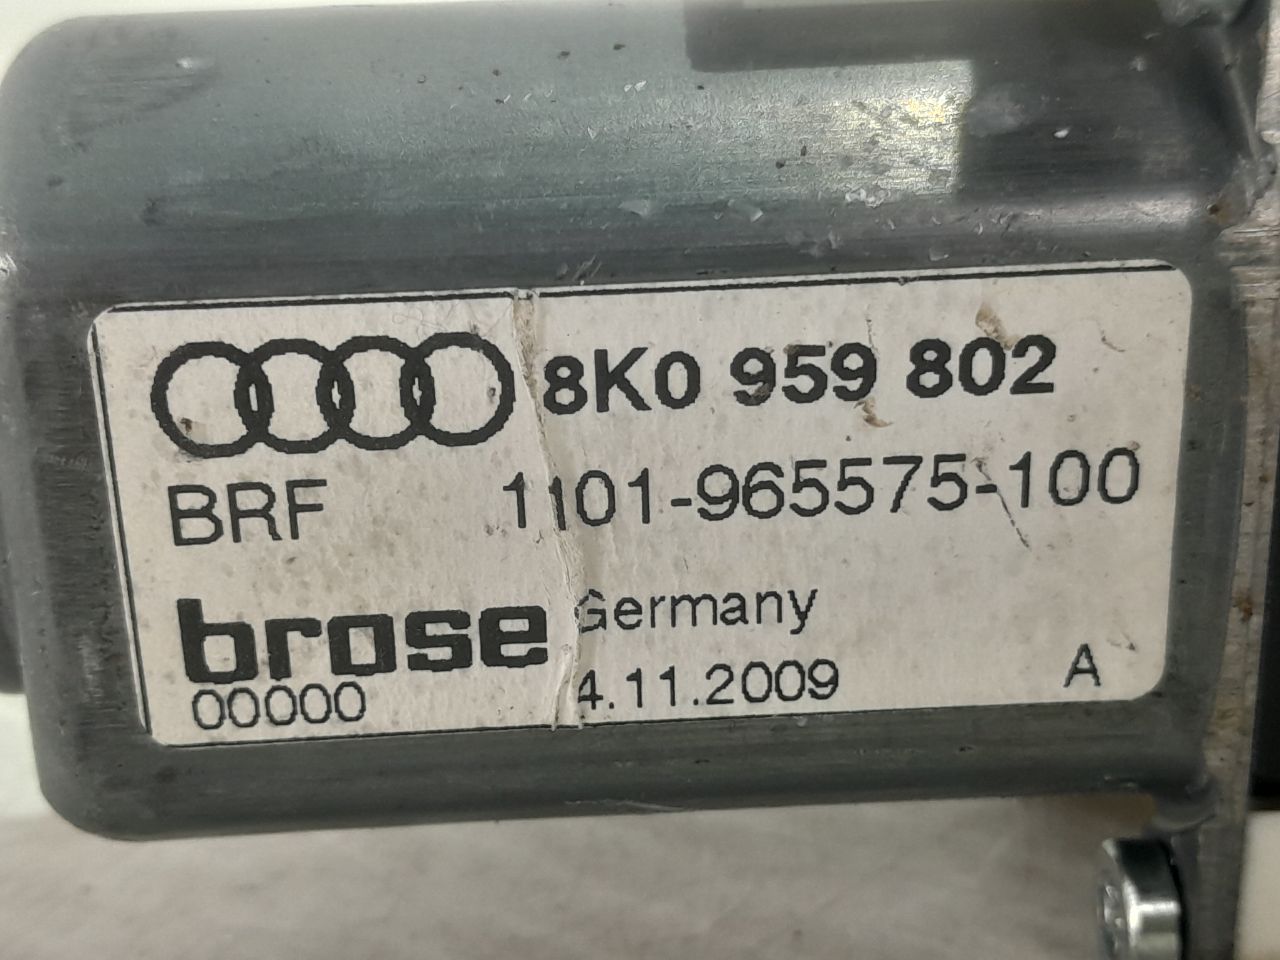 8K0 959 802
BRF 1101-965575-100
brose Germany
00000 4.11.2009 A